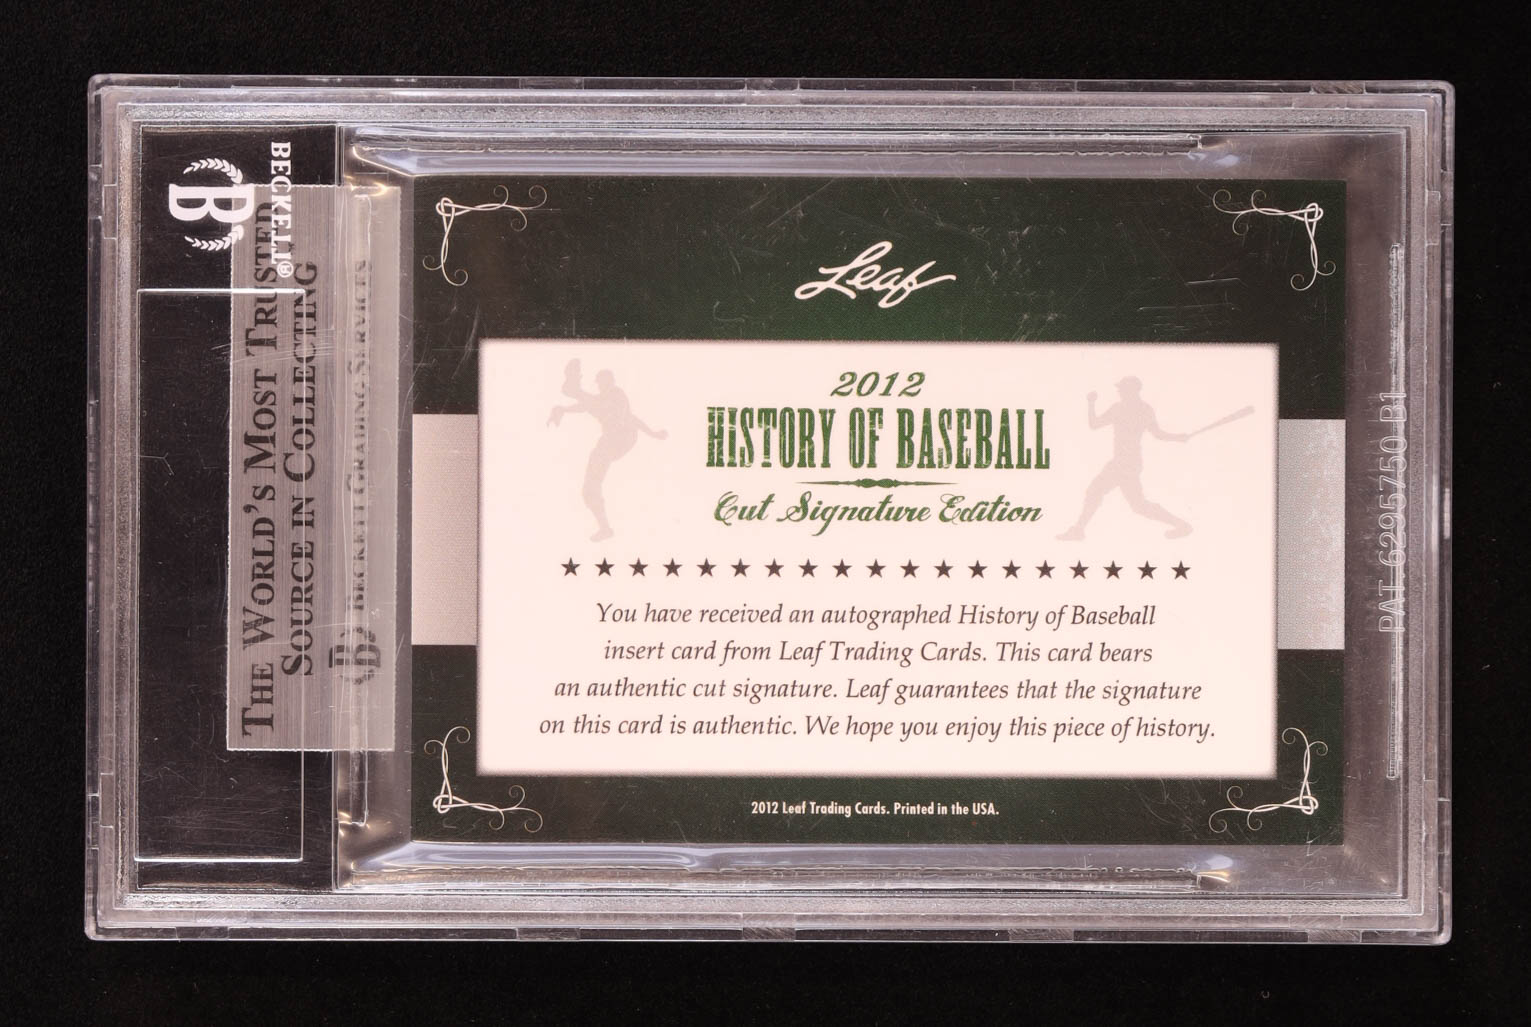 B
BECKETT®
THE WORLD'S MOST TRUSTED
SOURCE IN COLLECTING
BECKETT GRADING SERVICES
Leaf
2012
HISTORY OF BASEBALL
Cut Signature Edition
You have received an autographed History of Baseball
insert card from Leaf Trading Cards. This card bears
an authentic cut signature. Leaf guarantees that the signature
on this card is authentic. We hope you enjoy this piece of history.
2012 Leaf Trading Cards. Printed in the USA.
PAT. 6295750 B1